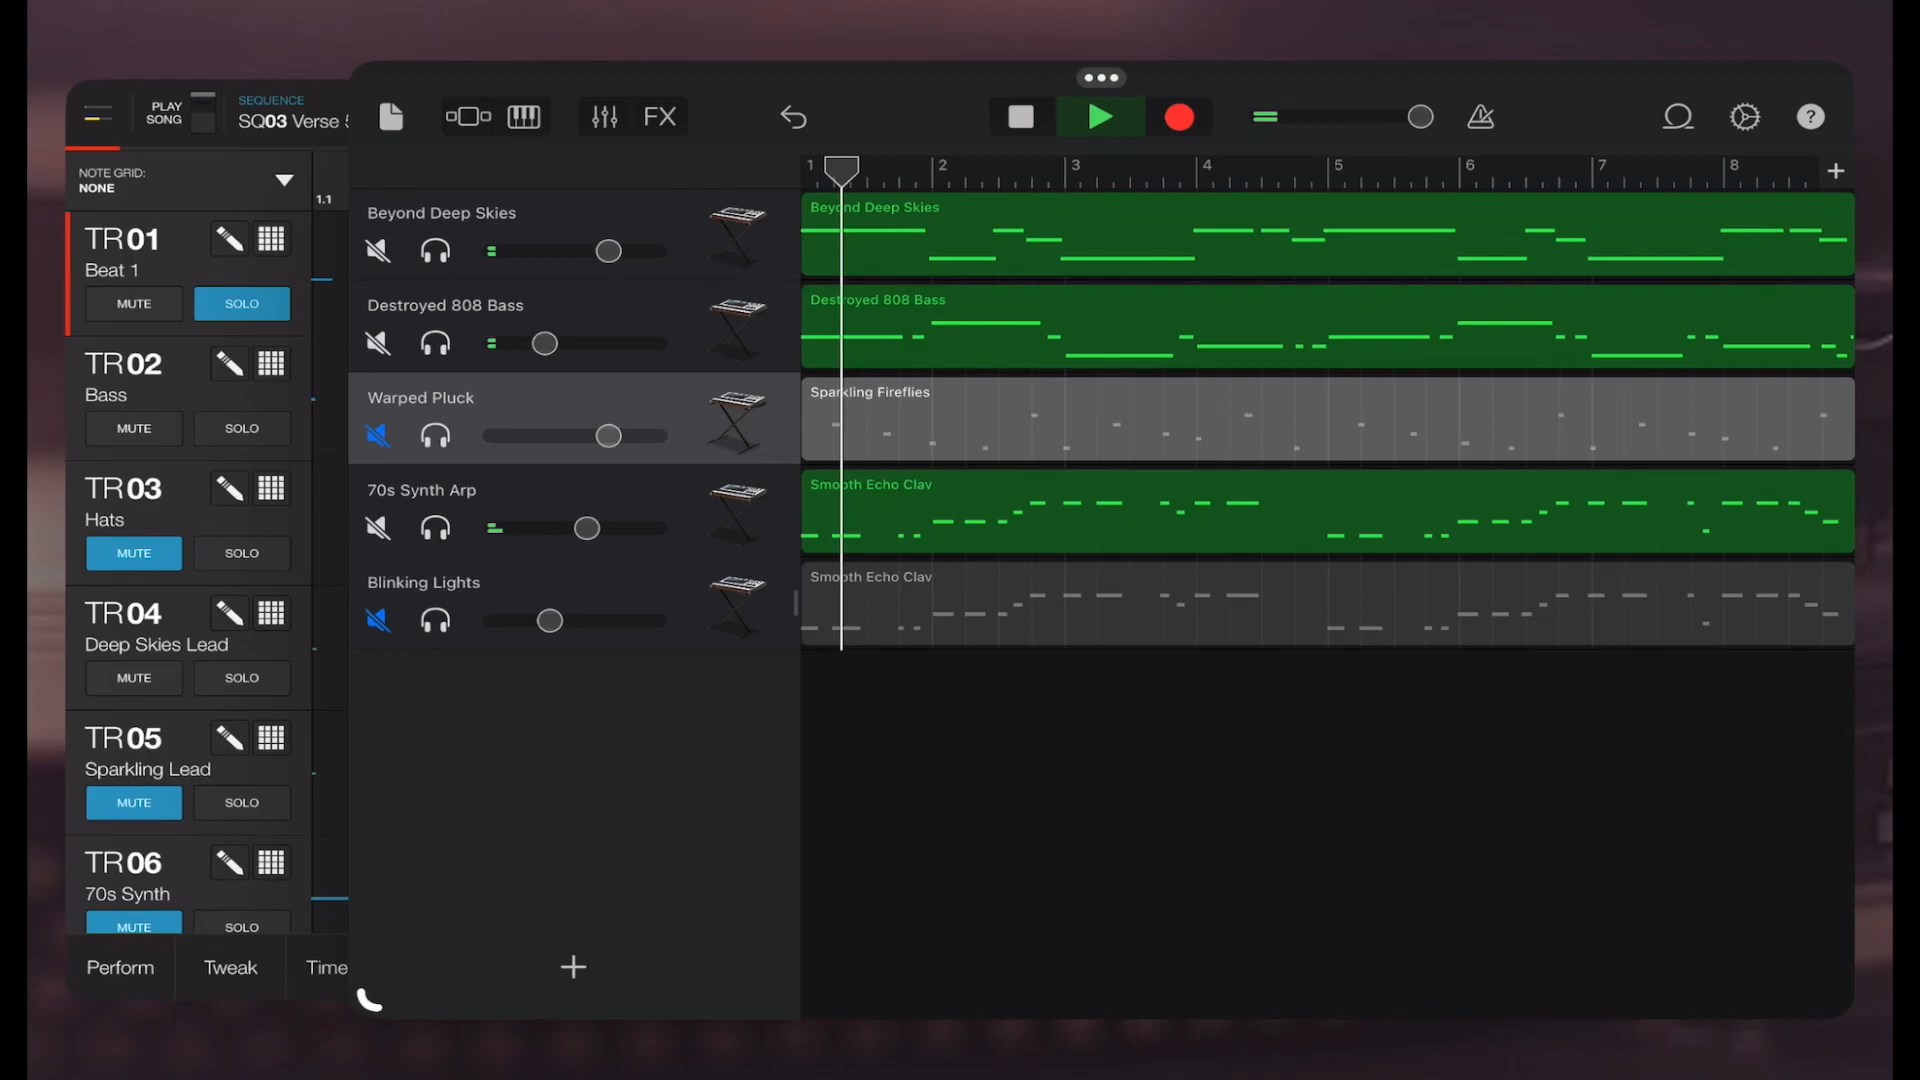 PLAY
SONG
SEQUENCE
SQ03 Verse
NOTE GRID:
NONE
1.1
TR01
Beat 1
MUTE
SOLO
TR02
Bass
MUTE
SOLO
TR03
Hats
MUTE
SOLO
TR04
Deep Skies Lead
MUTE
SOLO
TR05
Sparkling Lead
MUTE
SOLO
TR06
70s Synth
MUTE
SOLO
Perform
Tweak
Time
FX
?
1
2
3
4
5
6
7
8
Beyond Deep Skies
Beyond Deep Skies
Destroyed 808 Bass
Destroyed 808 Bass
Warped Pluck
Sparkling Fireflies
70s Synth Arp
Smooth Echo Clav
Blinking Lights
Smooth Echo Clav